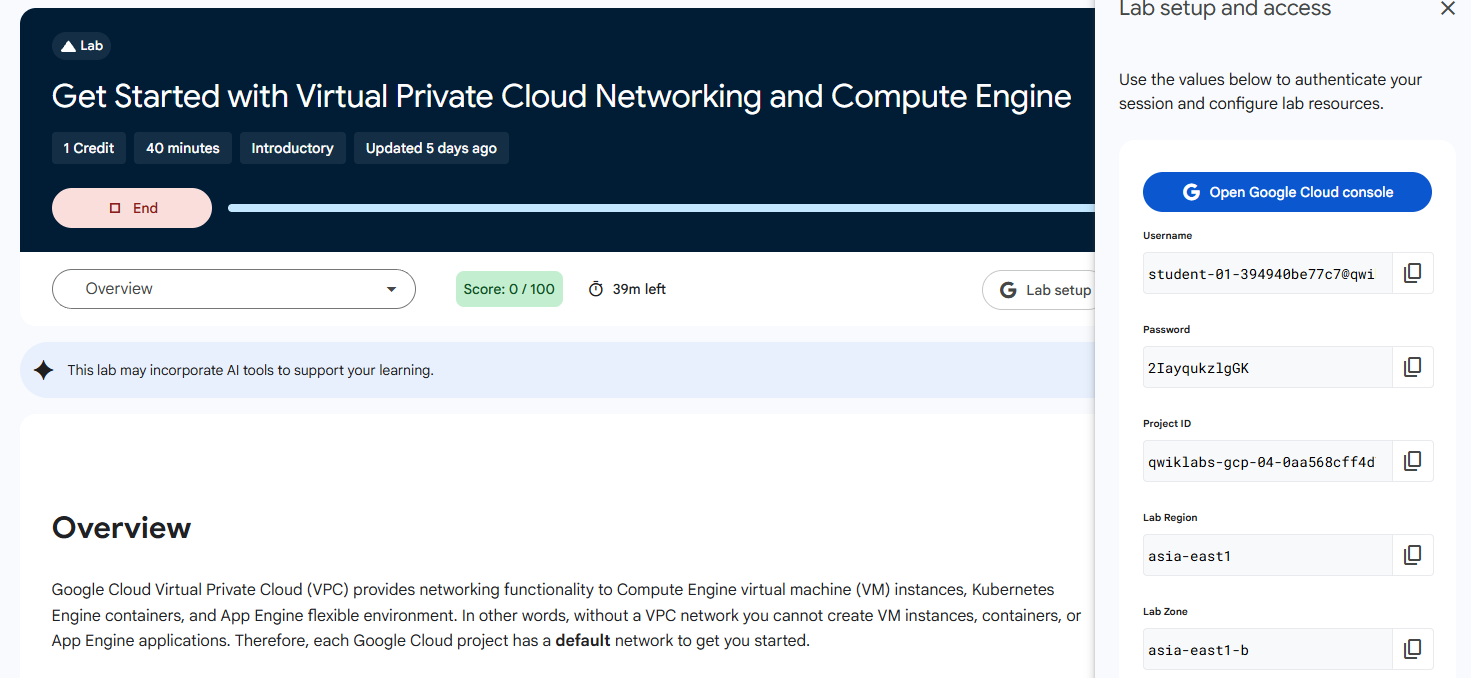 Lab
Get Started with Virtual Private Cloud Networking and Compute Engine
1 Credit
40 minutes
Introductory
Updated 5 days ago
End
Overview
Score: 0 / 100
39m left
Lab setup
This lab may incorporate AI tools to support your learning.
Overview
Google Cloud Virtual Private Cloud (VPC) provides networking functionality to Compute Engine virtual machine (VM) instances, Kubernetes
Engine containers, and App Engine flexible environment. In other words, without a VPC network you cannot create VM instances, containers, or
App Engine applications. Therefore, each Google Cloud project has a default network to get you started.
Lab setup and access
Use the values below to authenticate your
session and configure lab resources.
Open Google Cloud console
Username
student-01-394940be77c7@qwi
Password
2IayqukzlgGK
Project ID
qwiklabs-gcp-04-0aa568cff4d
Lab Region
asia-east1
Lab Zone
asia-east1-b